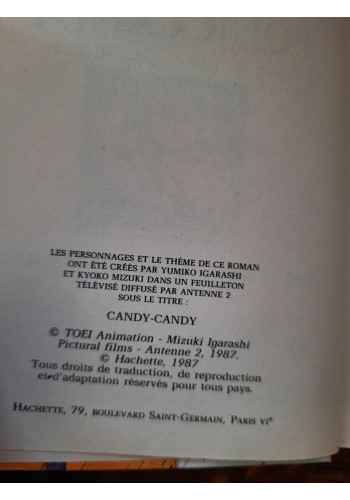 LES PERSONNAGES ET LE THÈME DE CE ROMAN
ONT ÉTÉ CRÉÉS PAR YUMIKO IGARASHI
ET KYOKO MIZUKI DANS UN FEUILLETON
TÉLÉVISÉ DIFFUSÉ PAR ANTENNE 2
SOUS LE TITRE :
CANDY-CANDY
© TOEI Animation - Mizuki Igarashi
Pictural films - Antenne 2, 1987.
© Hachette, 1987
Tous droits de traduction, de reproduction
et d'adaptation réservés pour tous pays.
HACHETTE, 79, BOULEVARD SAINT-GERMAIN, PARIS VIᵉ